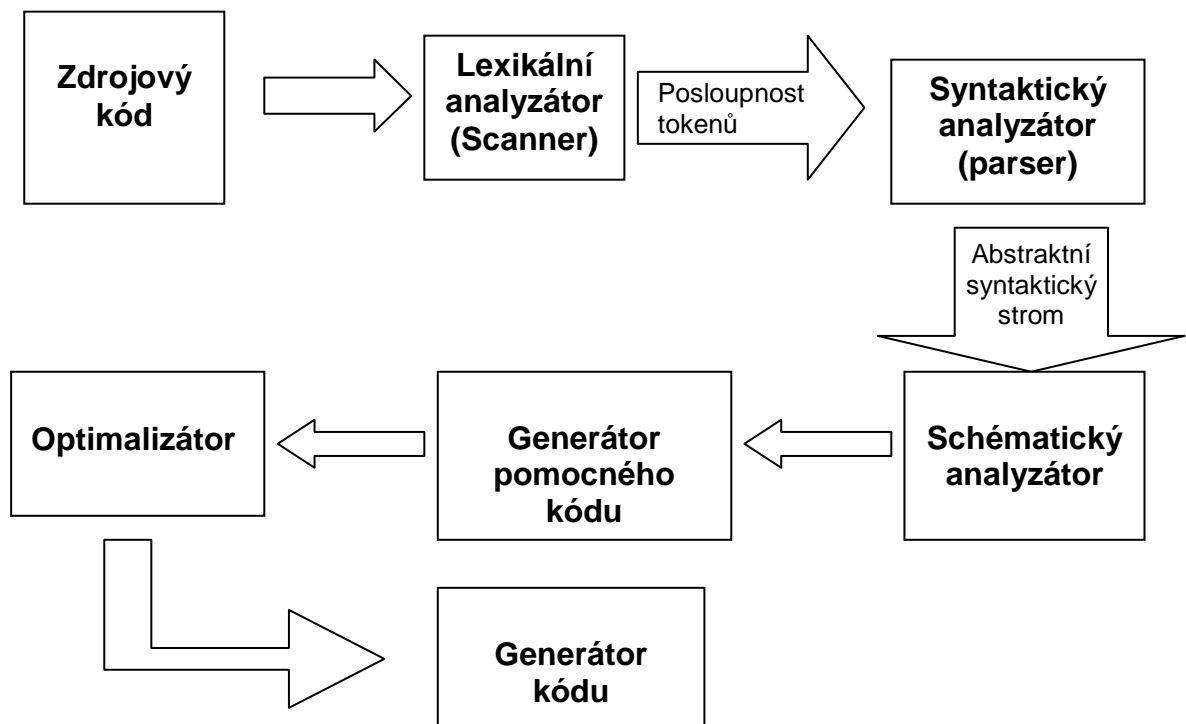 Zdrojový
kód
Lexikální
analyzátor
(Scanner)
Posloupnost
tokenů
Syntaktický
analyzátor
(parser)
Abstraktní
syntaktický
strom
Schématický
analyzátor
Generátor
pomocného
kódu
Optimalizátor
Generátor
kódu